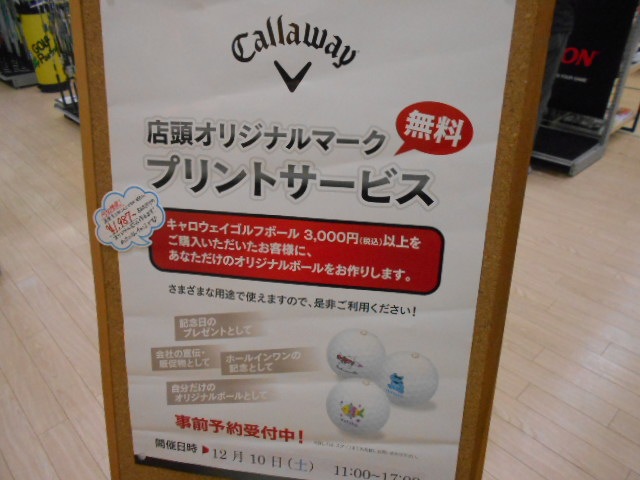 Callaway
店頭オリジナルマーク
無料
プリントサービス
キャロウェイゴルフボール 3,000円(税込)以上を
ご購入いただいたお客様に、
あなただけのオリジナルボールをお作りします。
さまざまな用途で使えますので、是非ご利用ください!
記念日の
プレゼントとして
会社の宣伝・
販促物として
ホールインワンの
記念として
自分だけの
オリジナルボールとして
事前予約受付中!
開催日時
12月10日(土) 11:00~17:00